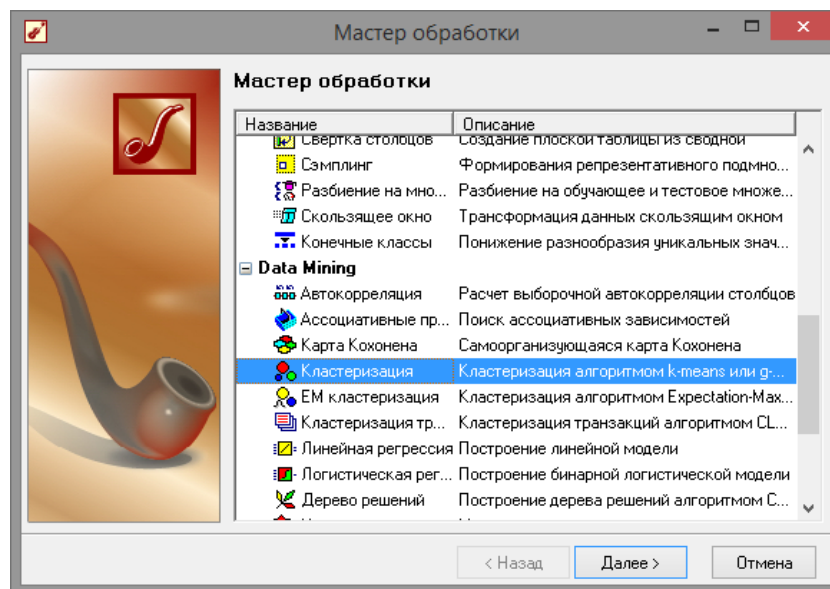 Мастер обработки
Мастер обработки
Название Описание
Свертка столбцов Создание плоской таблицы из сводной
Сэмплинг Формирования репрезентативного подмно...
Разбиение на мно... Разбиение на обучающее и тестовое множе...
Скользящее окно Трансформация данных скользящим окном
Конечные классы Понижение разнообразия уникальных знач...
Data Mining
Автокорреляция Расчет выборочной автокорреляции столбцов
Ассоциативные пр... Поиск ассоциативных зависимостей
Карта Кохонена Самоорганизующаяся карта Кохонена
Кластеризация Кластеризация алгоритмом k-means или g-...
EM кластеризация Кластеризация алгоритмом Expectation-Max...
Кластеризация тр... Кластеризация транзакций алгоритмом CL...
Линейная регрессия Построение линейной модели
Логистическая рег... Построение бинарной логистической модели
Дерево решений Построение дерева решений алгоритмом C...
< Назад Далее > Отмена